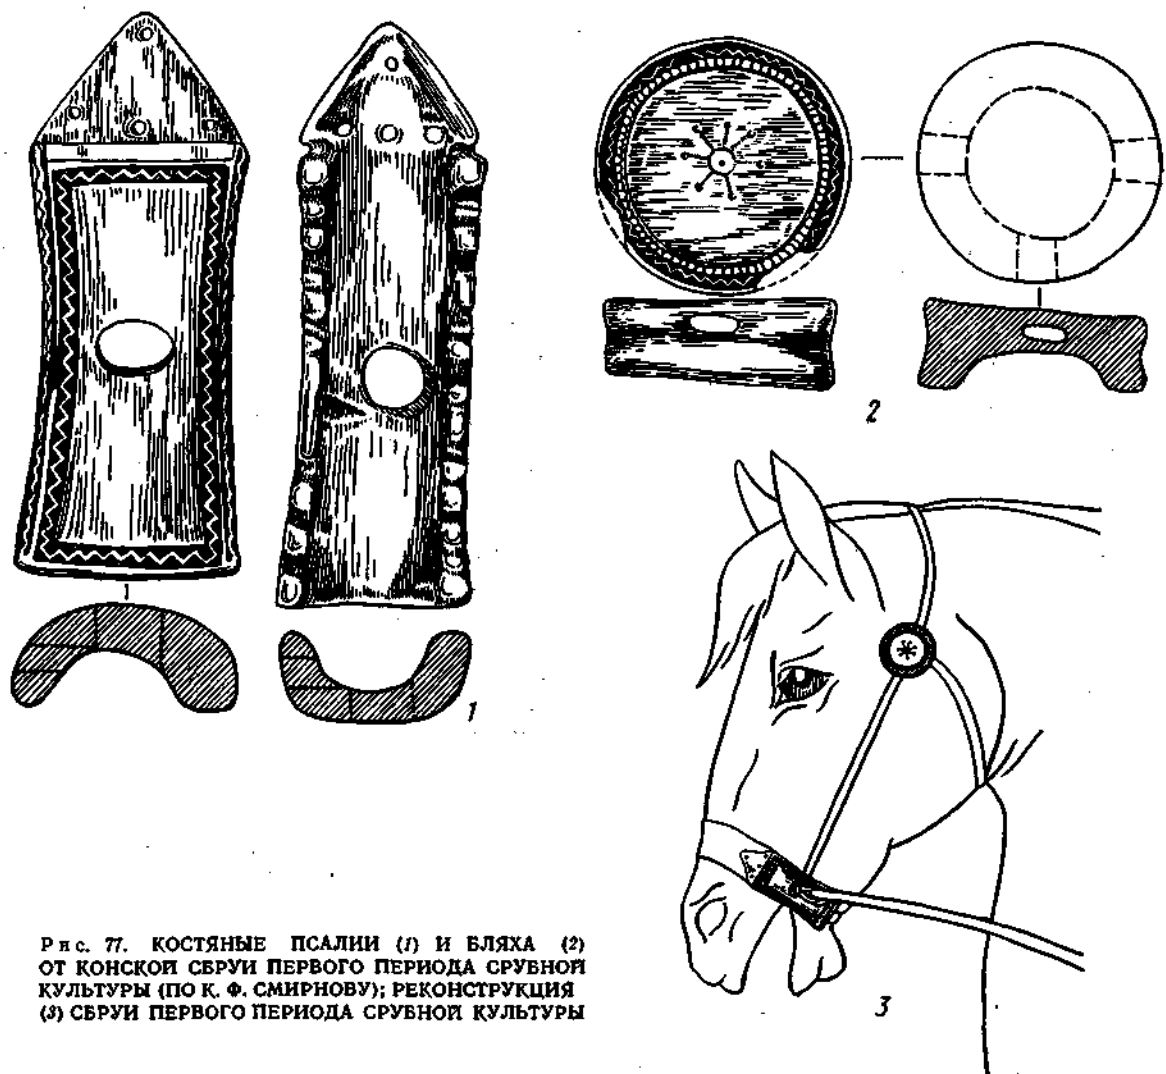 2
1
3
Рис. 77. КОСТЯНЫЕ ПСАЛИИ (1) И БЛЯХА (2)
ОТ КОНСКОЙ СБРУИ ПЕРВОГО ПЕРИОДА СРУБНОЙ
КУЛЬТУРЫ (ПО К. Ф. СМИРНОВУ); РЕКОНСТРУКЦИЯ
(3) СБРУИ ПЕРВОГО ПЕРИОДА СРУБНОЙ КУЛЬТУРЫ